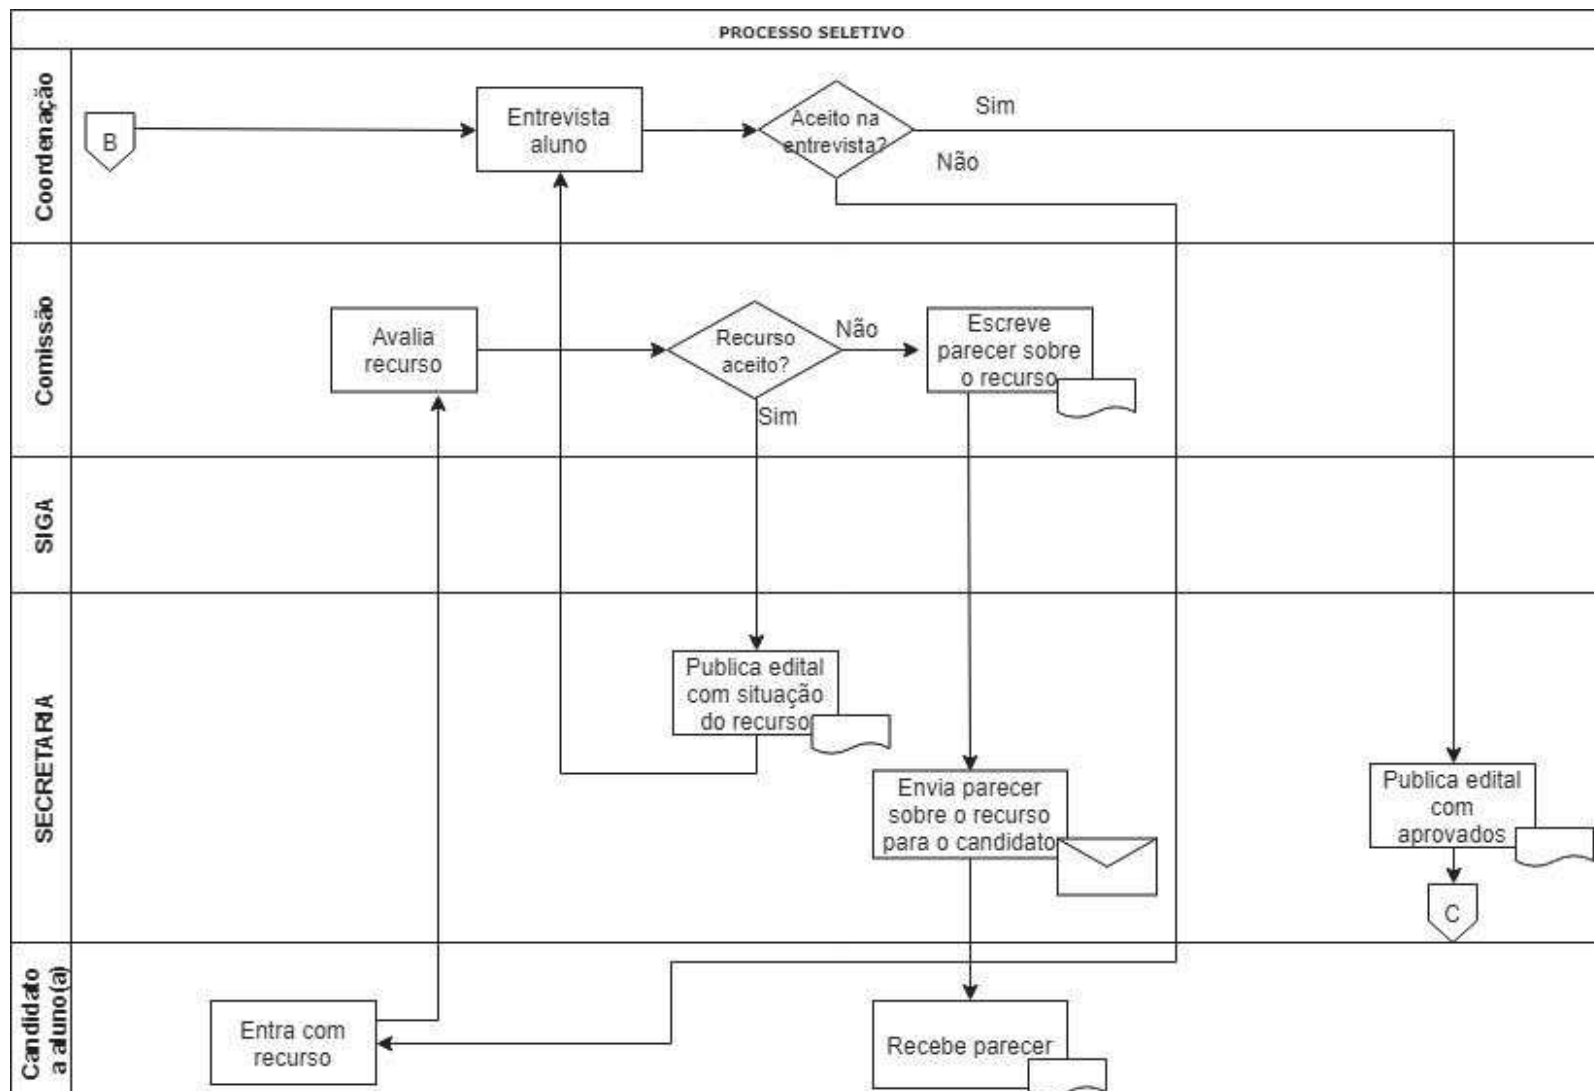 PROCESSO SELETIVO
Coordenação
B
Entrevista
aluno
Aceito na
entrevista?
Sim
Não
Comissão
Avalia
recurso
Recurso
aceito?
Não
Sim
Escreve
parecer sobre
o recurso
SIGA
SECRETARIA
Publica edital
com situação
do recurso
Envia parecer
sobre o recurso
para o candidato
Publica edital
com
aprovados
C
Candidato
a aluno(a)
Entra com
recurso
Recebe parecer